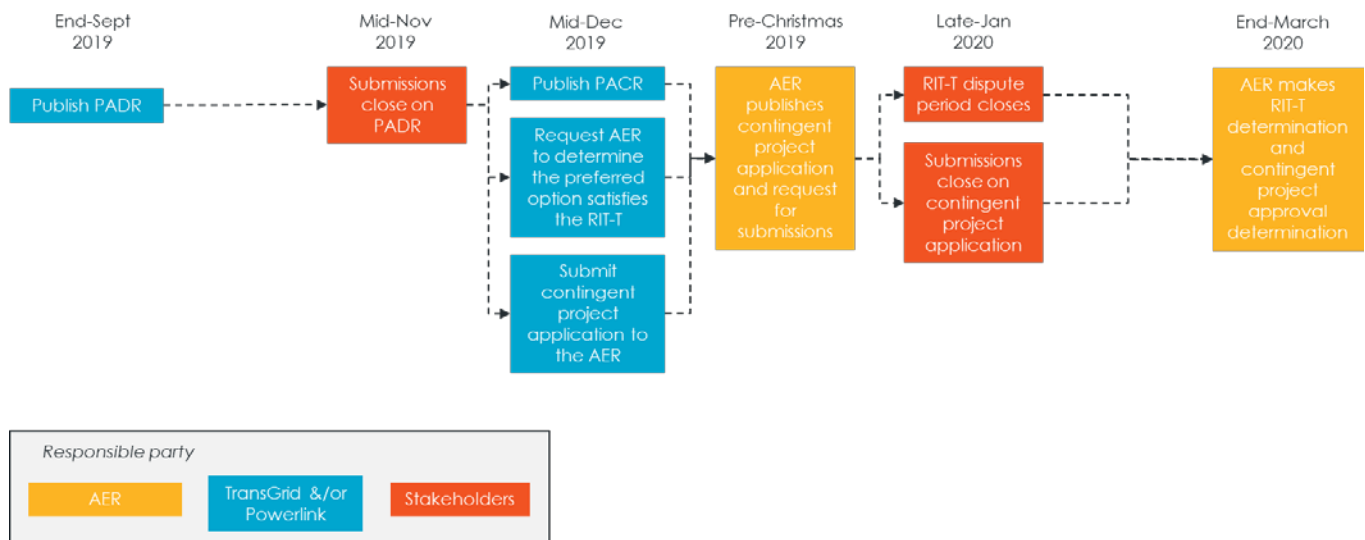 End-Sept
2019
Mid-Nov
2019
Mid-Dec
2019
Pre-Christmas
2019
Late-Jan
2020
End-March
2020
Publish PADR
Submissions
close on
PADR
Publish PACR
Request AER
to determine
the preferred
option satisfies
the RIT-T
Submit
contingent
project
application to
the AER
AER
publishes
contingent
project
application
and request
for
submissions
RIT-T dispute
period closes
Submissions
close on
contingent
project
application
AER makes
RIT-T
determination
and
contingent
project
approval
determination
Responsible party
AER
TransGrid &/or
Powerlink
Stakeholders